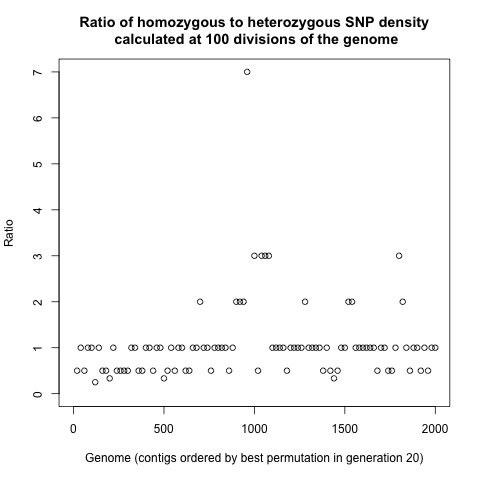 Ratio of homozygous to heterozygous SNP density
calculated at 100 divisions of the genome
Ratio
7
6
5
4
3
2
1
0
0 500 1000 1500 2000
Genome (contigs ordered by best permutation in generation 20)